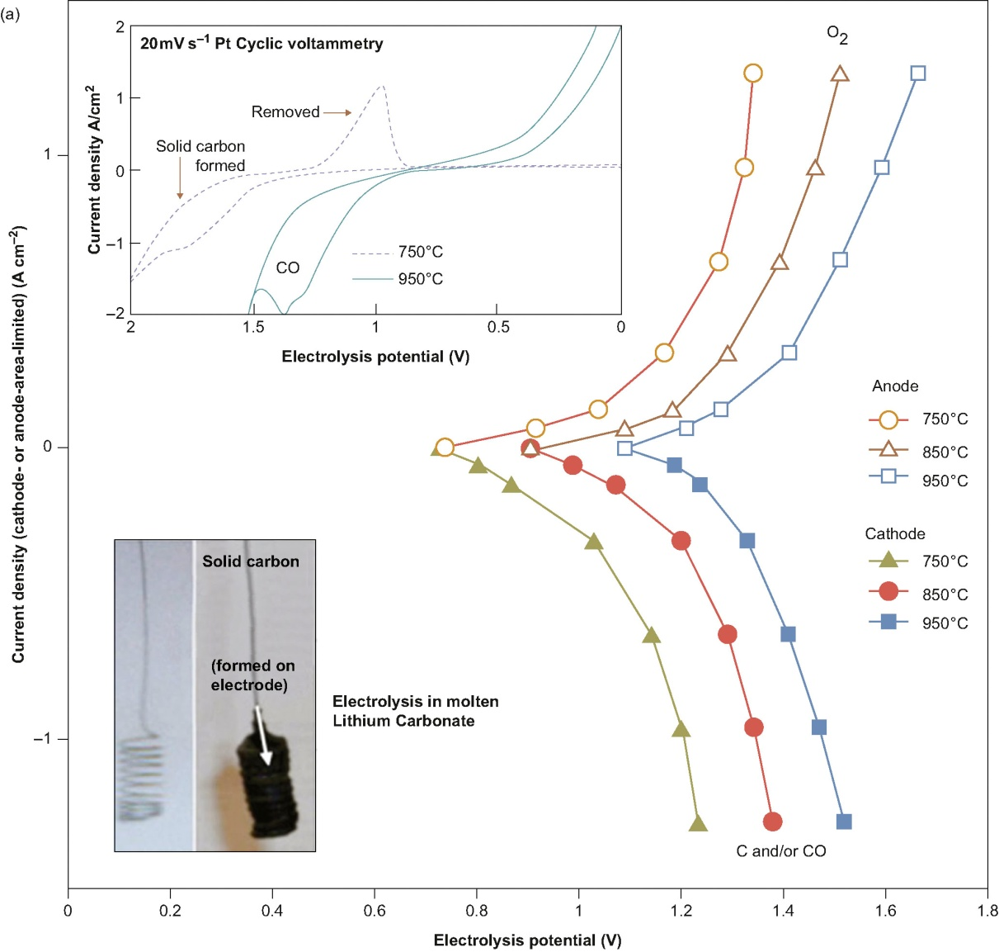 (a)
20 mV s–1 Pt Cyclic voltammetry
Current density A/cm2
2
1
0
–1
–2
Removed
Solid carbon
formed
CO
750°C
950°C
2
1.5
1
0.5
0
Electrolysis potential (V)
O2
Current density (cathode- or anode-area-limited) (A cm–2)
1
0
–1
Anode
750°C
850°C
950°C
Cathode
750°C
850°C
950°C
Solid carbon
(formed on
electrode)
Electrolysis in molten
Lithium Carbonate
C and/or CO
0
0.2
0.4
0.6
0.8
1
1.2
1.4
1.6
1.8
Electrolysis potential (V)